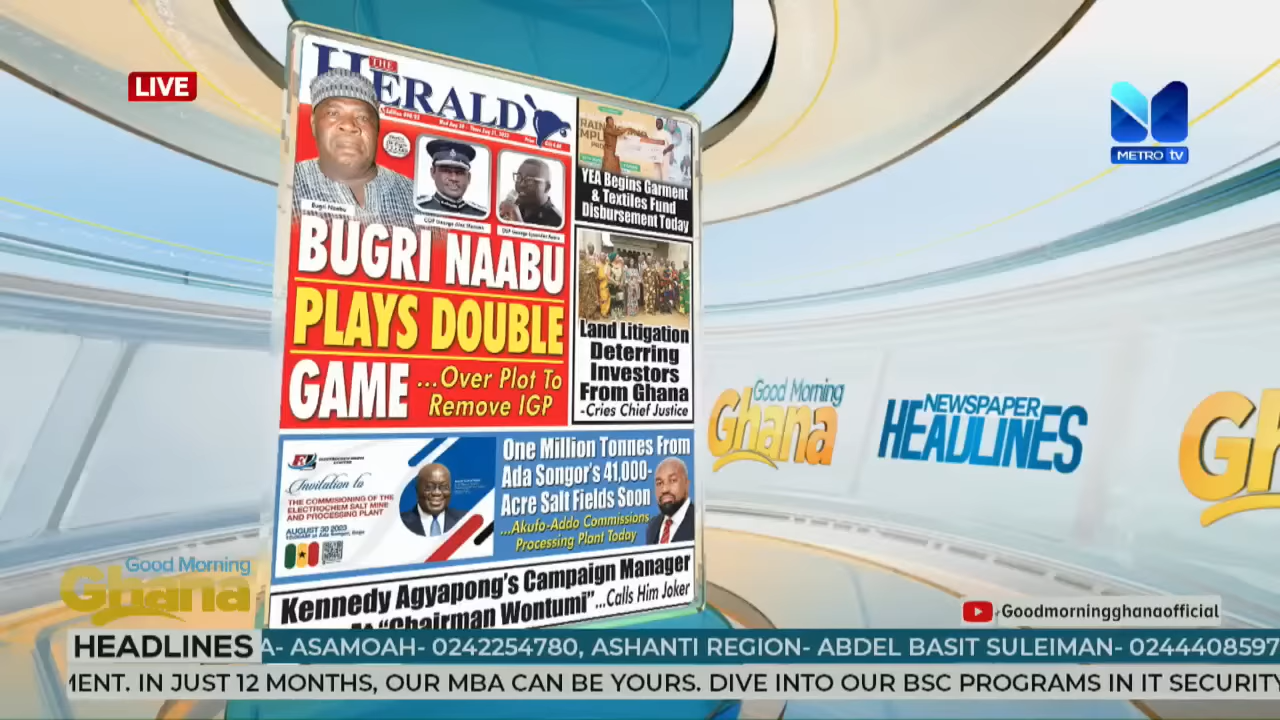 LIVE
METRO tv
THE
HERALD
Bugri Naabu
BUGRI NAABU
PLAYS DOUBLE
GAME ...Over Plot To
Remove IGP
YEA Begins Garment
& Textiles Fund
Disbursement Today
Land Litigation
Deterring
Investors
From Ghana
-Cries Chief Justice
Invitation to
THE COMMISIONING OF THE
ELECTROCHEM SALT MINE
AND PROCESSING PLANT
AUGUST 30 2023
One Million Tonnes From
Ada Songor's 41,000-
Acre Salt Fields Soon
...Akufo-Addo Commissions
Processing Plant Today
Kennedy Agyapong's Campaign Manager
"Chairman Wontumi"...Calls Him Joker
Good Morning
Ghana
NEWSPAPER
HEADLINES
Good Morning
Ghana
Goodmorningghanaofficial
HEADLINES
A- ASAMOAH- 0242254780, ASHANTI REGION- ABDEL BASIT SULEIMAN- 0244408597
MENT. IN JUST 12 MONTHS, OUR MBA CAN BE YOURS. DIVE INTO OUR BSC PROGRAMS IN IT SECURITY